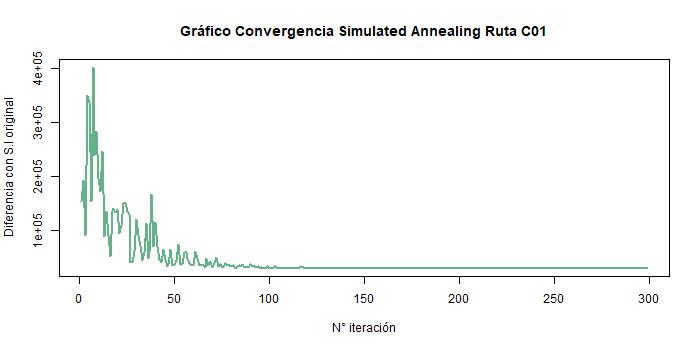 Gráfico Convergencia Simulated Annealing Ruta C01
Diferencia con S.I original
4e+05
3e+05
2e+05
1e+05
0 50 100 150 200 250 300
N° iteración